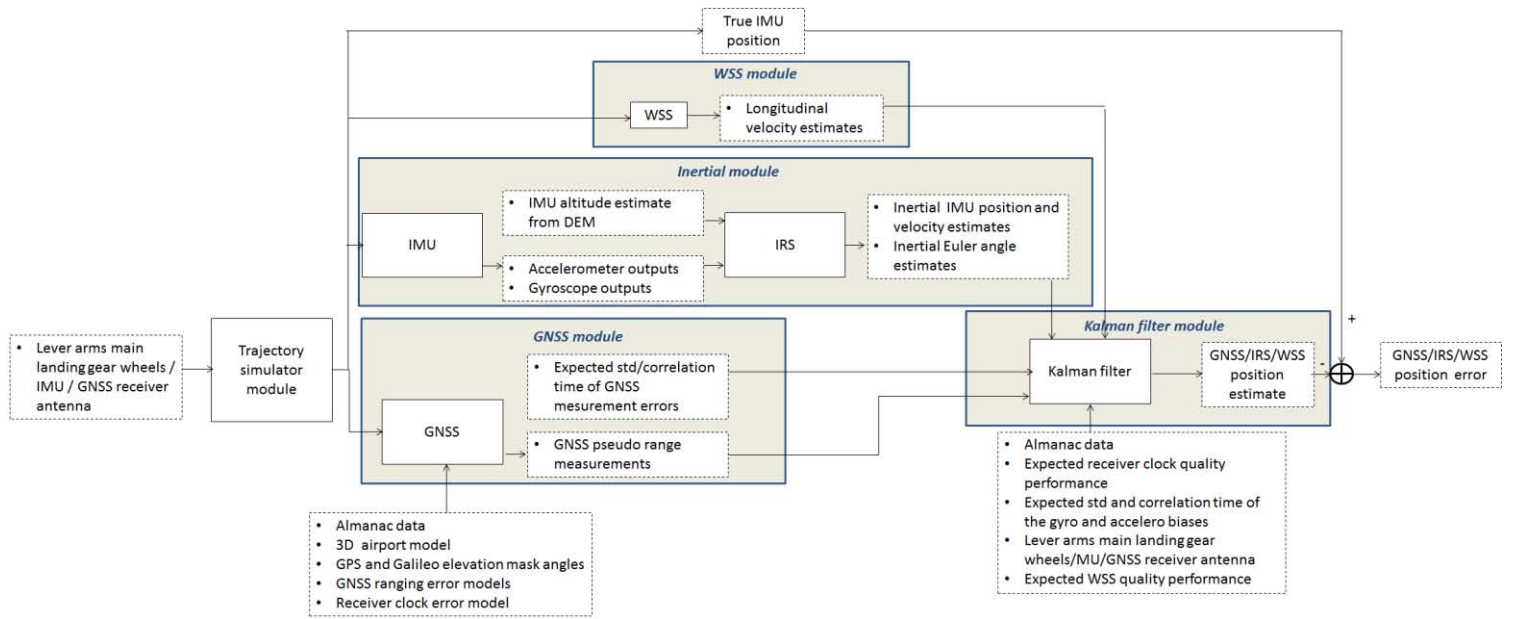 True IMU
position
WSS module
WSS
• Longitudinal
velocity estimates
Inertial module
IMU
• IMU altitude estimate
from DEM
• Accelerometer outputs
• Gyroscope outputs
IRS
• Inertial IMU position and
velocity estimates
• Inertial Euler angle
estimates
• Lever arms main
landing gear wheels /
IMU / GNSS receiver
antenna
Trajectory
simulator
module
GNSS module
GNSS
• Expected std/correlation
time of GNSS
mesurement errors
• GNSS pseudo range
measurements
• Almanac data
• 3D airport model
• GPS and Galileo elevation mask angles
• GNSS ranging error models
• Receiver clock error model
Kalman filter module
Kalman filter
GNSS/IRS/WSS
position
estimate
+
-
GNSS/IRS/WSS
position error
• Almanac data
• Expected receiver clock quality
performance
• Expected std and correlation time of
the gyro and accelero biases
• Lever arms main landing gear
wheels/MU/GNSS receiver antenna
• Expected WSS quality performance